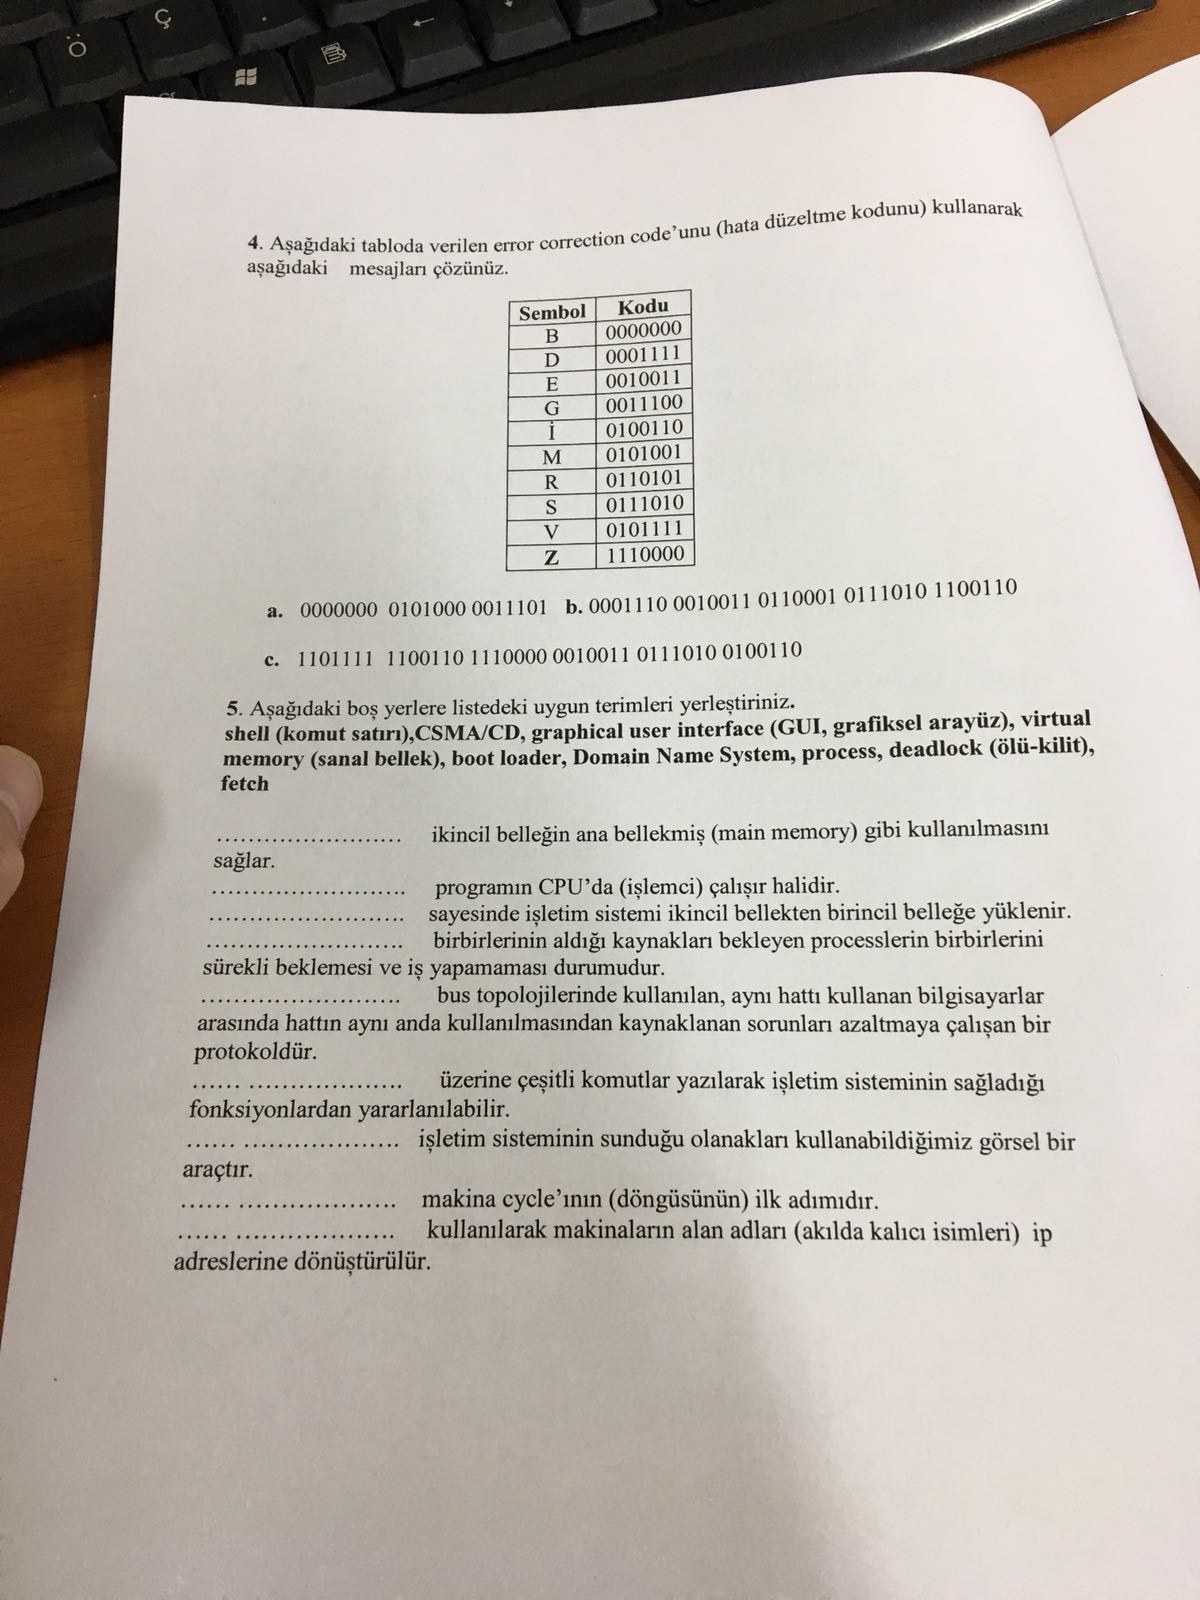 Ö
Ç
4. Aşağıdaki tabloda verilen error correction code'unu (hata düzeltme kodunu) kullanarak
aşağıdaki mesajları çözünüz.
Sembol Kodu
B 0000000
D 0001111
E 0010011
G 0011100
İ 0100110
M 0101001
R 0110101
S 0111010
V 0101111
Z 1110000
a. 0000000 0101000 0011101 b. 0001110 0010011 0110001 0111010 1100110
c. 1101111 1100110 1110000 0010011 0111010 0100110
5. Aşağıdaki boş yerlere listedeki uygun terimleri yerleştiriniz.
shell (komut satırı),CSMA/CD, graphical user interface (GUI, grafiksel arayüz), virtual
memory (sanal bellek), boot loader, Domain Name System, process, deadlock (ölü-kilit),
fetch
........................ ikincil belleğin ana bellekmiş (main memory) gibi kullanılmasını
sağlar.
......................... programın CPU'da (işlemci) çalışır halidir.
......................... sayesinde işletim sistemi ikincil bellekten birincil belleğe yüklenir.
......................... birbirlerinin aldığı kaynakları bekleyen processlerin birbirlerini
sürekli beklemesi ve iş yapamaması durumudur.
......................... bus topolojilerinde kullanılan, aynı hattı kullanan bilgisayarlar
arasında hattın aynı anda kullanılmasından kaynaklanan sorunları azaltmaya çalışan bir
protokoldür.
...... ................... üzerine çeşitli komutlar yazılarak işletim sisteminin sağladığı
fonksiyonlardan yararlanılabilir.
...... ................... işletim sisteminin sunduğu olanakları kullanabildiğimiz görsel bir
araçtır.
...... ................... makina cycle'ının (döngüsünün) ilk adımıdır.
...... ................... kullanılarak makinaların alan adları (akılda kalıcı isimleri) ip
adreslerine dönüştürülür.